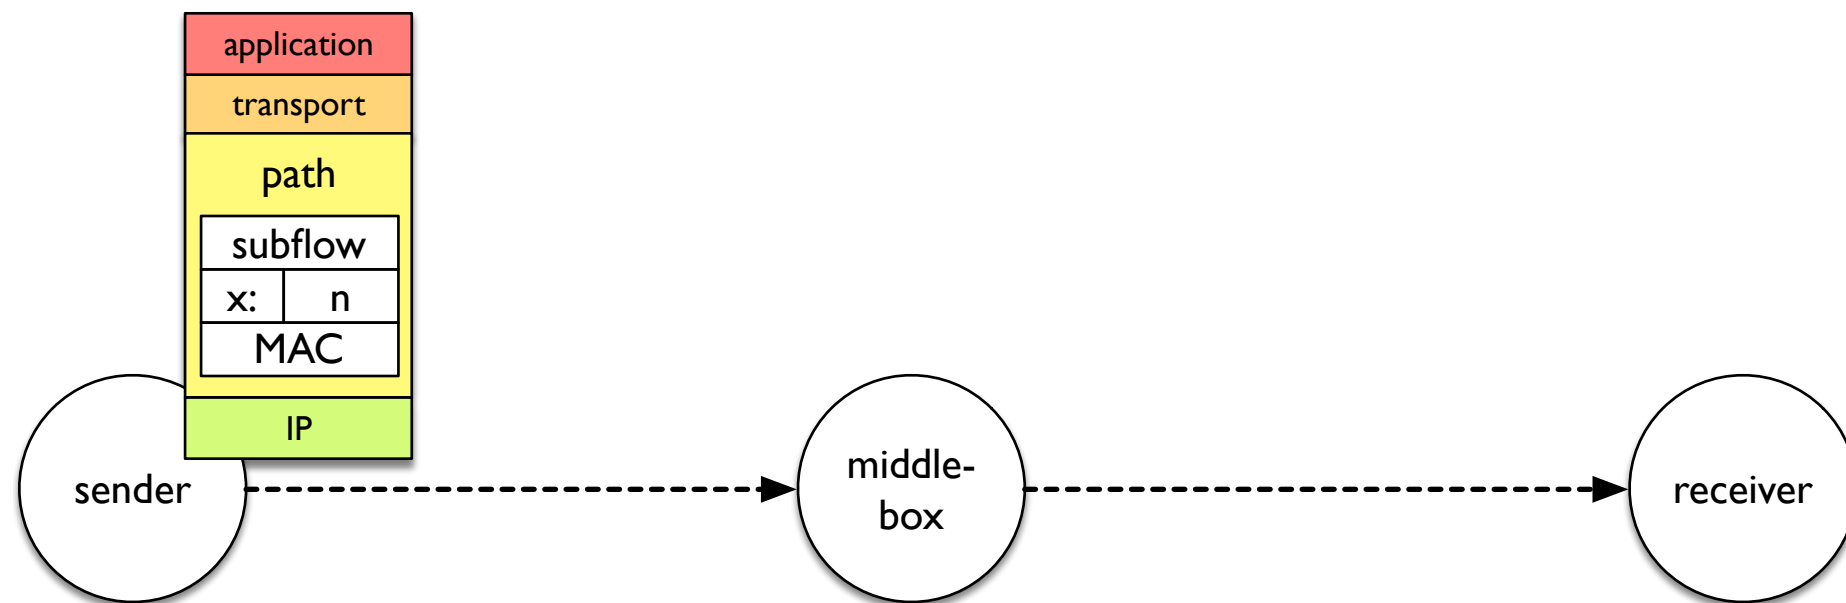 application
transport
path
subflow
x: n
MAC
IP
sender
middle-
box
receiver